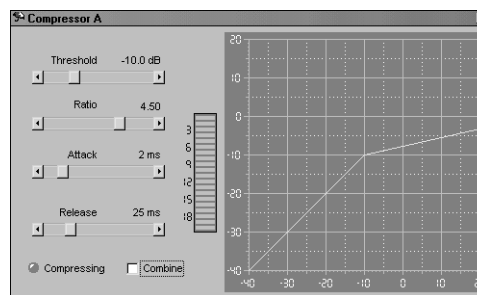 Compressor A
Threshold -10.0 dB
Ratio 4.50
Attack 2 ms
Release 25 ms
Compressing Combine
3
6
9
12
15
18
20
10
0
-10
-20
-30
-40
-40 -30 -20 -10 0 10 20